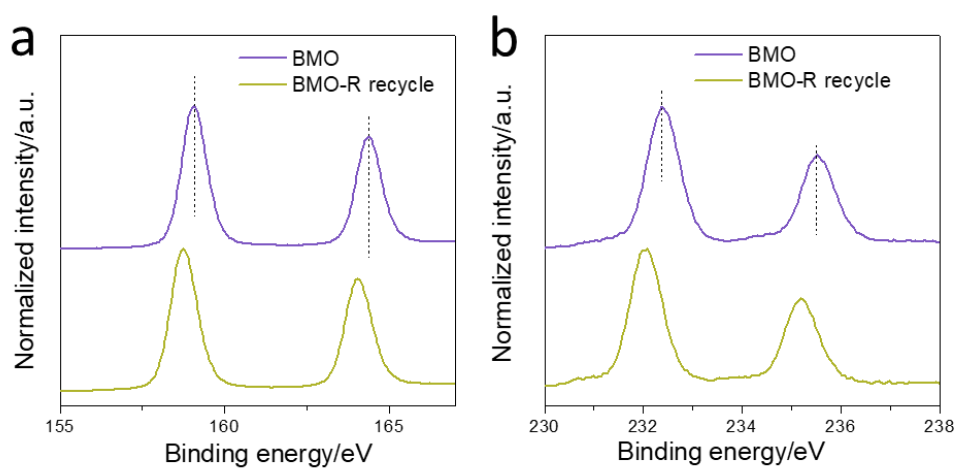 a
BMO
BMO-R recycle
Normalized intensity/a.u.
155
160
165
Binding energy/eV
b
BMO
BMO-R recycle
Normalized intensity/a.u.
230
232
234
236
238
Binding energy/eV